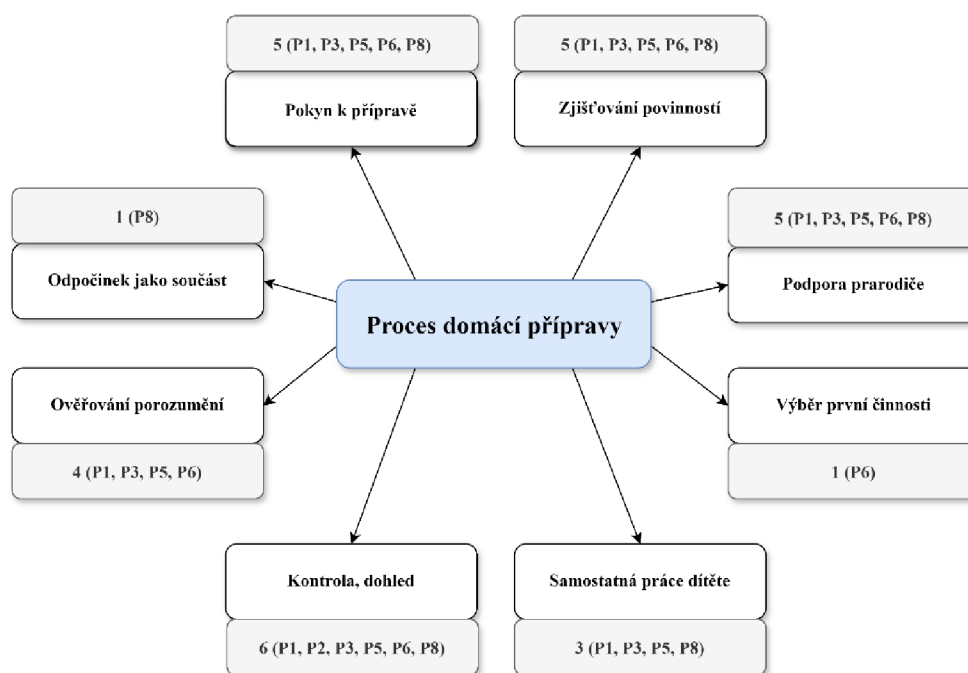 5 (P1, P3, P5, P6, P8)
Pokyn k přípravě
5 (P1, P3, P5, P6, P8)
Zjišťování povinností
1 (P8)
Odpočinek jako součást
5 (P1, P3, P5, P6, P8)
Podpora prarodiče
Proces domácí přípravy
Ověřování porozumění
4 (P1, P3, P5, P6)
Výběr první činnosti
1 (P6)
Kontrola, dohled
6 (P1, P2, P3, P5, P6, P8)
Samostatná práce dítěte
3 (P1, P3, P5, P8)